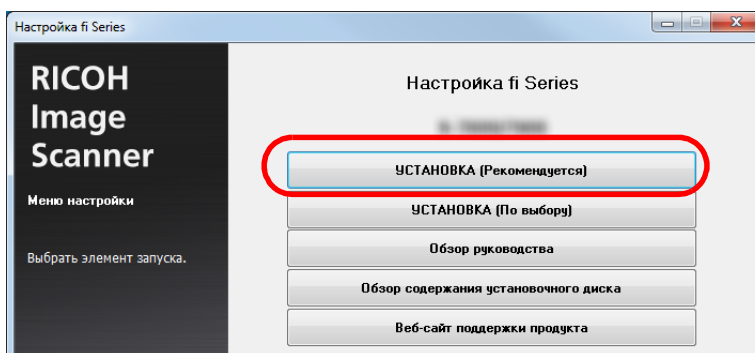 Настройка fi Series
RICOH
Image
Scanner
Меню настройки
Выбрать элемент запуска.
Настройка fi Series
УСТАНОВКА (Рекомендуется)
УСТАНОВКА (По выбору)
Обзор руководства
Обзор содержания установочного диска
Веб-сайт поддержки продукта